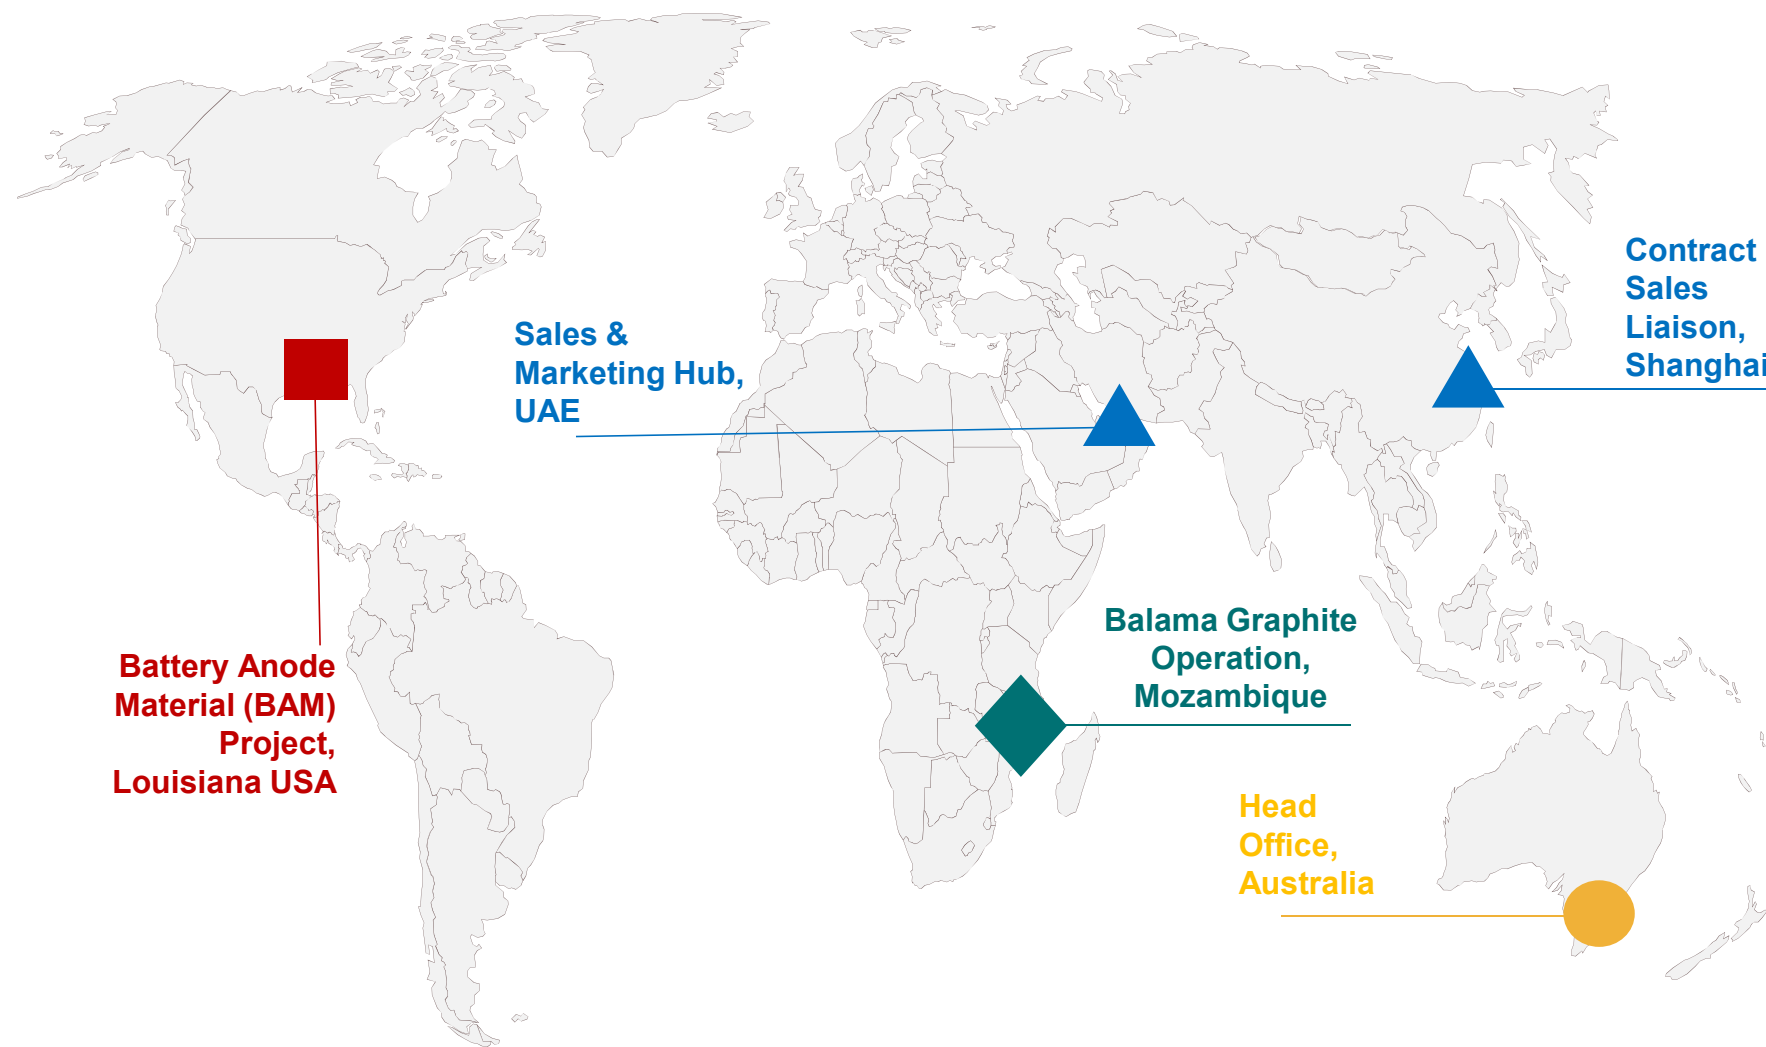 Contract
Sales
Liaison,
Shanghai
Sales &
Marketing Hub,
UAE
Balama Graphite
Operation,
Mozambique
Battery Anode
Material (BAM)
Project,
Louisiana USA
Head
Office,
Australia